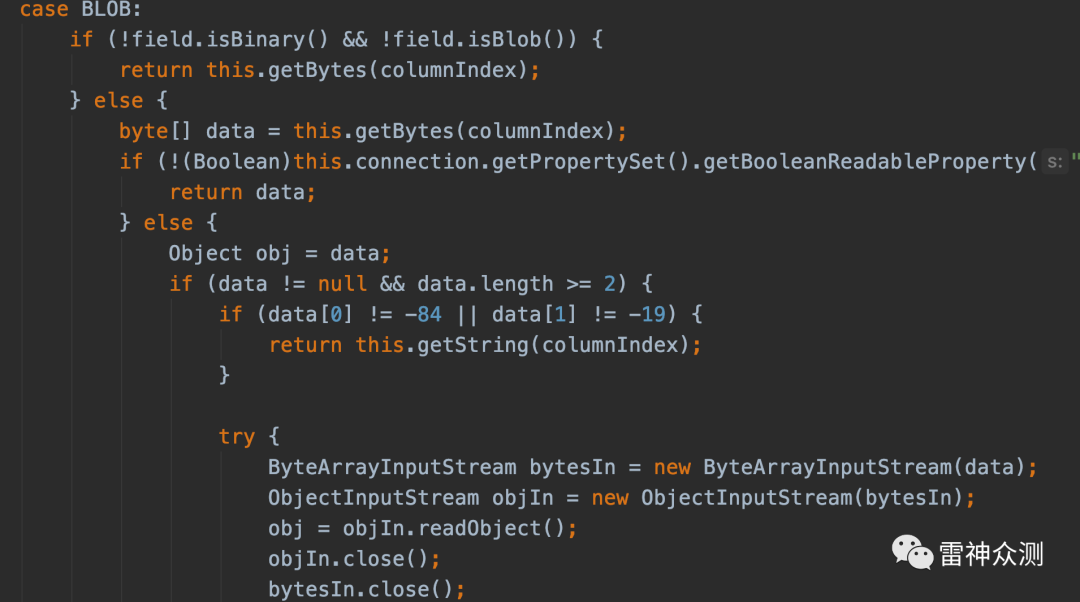 case BLOB:
    if (!field.isBinary() && !field.isBlob()) {
        return this.getBytes(columnIndex);
    } else {
        byte[] data = this.getBytes(columnIndex);
        if (!(Boolean)this.connection.getPropertySet().getBooleanReadableProperty( s: "
            return data;
        } else {
            Object obj = data;
            if (data != null && data.length >= 2) {
                if (data[0] != -84 || data[1] != -19) {
                    return this.getString(columnIndex);
                }
                try {
                    ByteArrayInputStream bytesIn = new ByteArrayInputStream(data);
                    ObjectInputStream objIn = new ObjectInputStream(bytesIn);
                    obj = objIn.readObject();
                    objIn.close();
                    bytesIn.close();
雷神众测